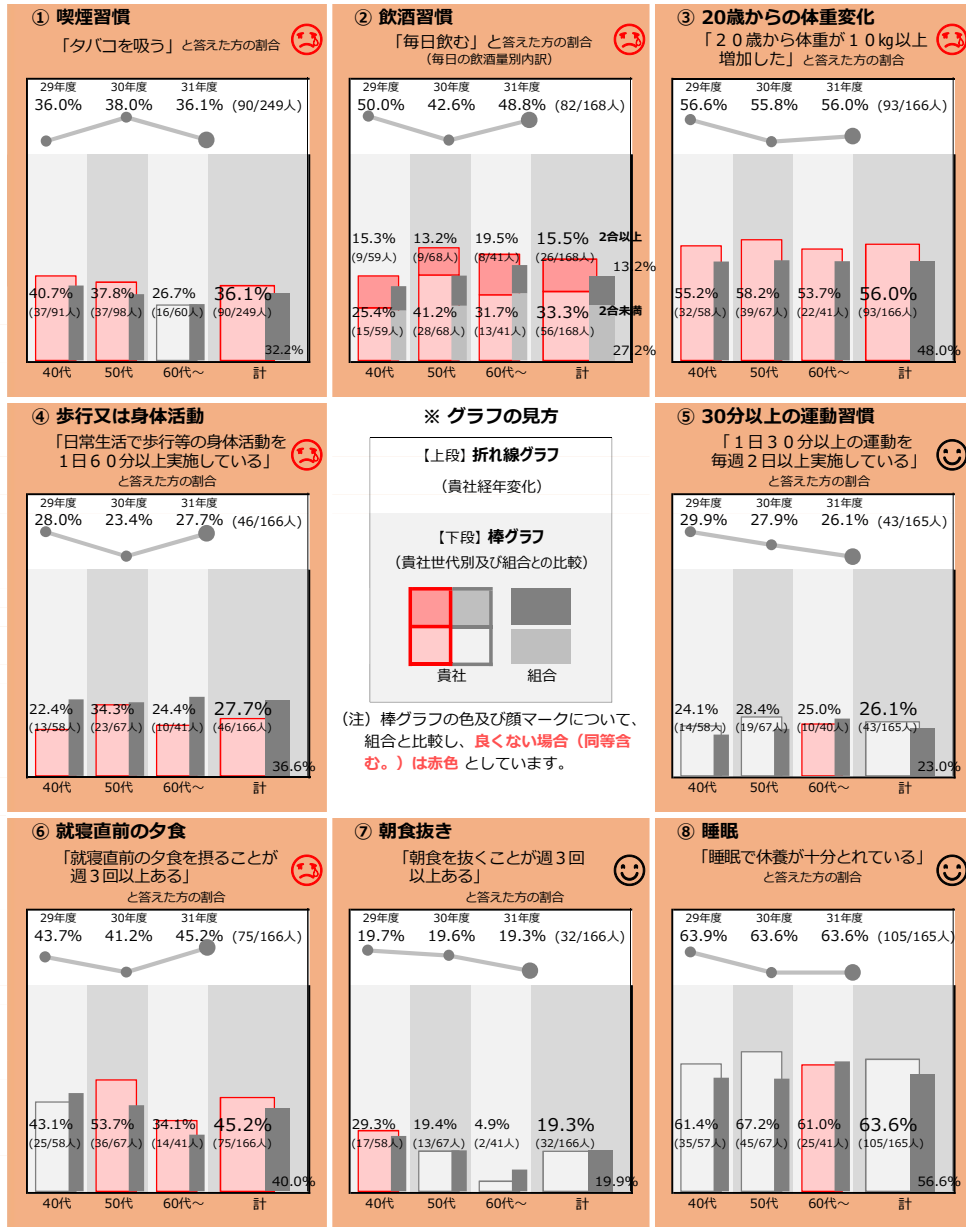 ① 喫煙習慣
「タバコを吸う」と答えた方の割合
29年度 30年度 31年度
36.0% 38.0% 36.1% (90/249人)
40.7% 37.8% 26.7% 36.1%
(37/91人) (37/98人) (16/60人) (90/249人)
32.2%
40代 50代 60代～ 計
② 飲酒習慣
「毎日飲む」と答えた方の割合
(毎日の飲酒量別内訳)
29年度 30年度 31年度
50.0% 42.6% 48.8% (82/168人)
15.3% 13.2% 19.5% 15.5% 2合以上
(9/59人) (9/68人) (8/41人) (26/168人)
13.2%
25.4% 41.2% 31.7% 33.3% 2合未満
(15/59人) (28/68人) (13/41人) (56/168人)
27.2%
40代 50代 60代～ 計
③ 20歳からの体重変化
「２０歳から体重が１０㎏以上
増加した」と答えた方の割合
29年度 30年度 31年度
56.6% 55.8% 56.0% (93/166人)
55.2% 58.2% 53.7% 56.0%
(32/58人) (39/67人) (22/41人) (93/166人)
48.0%
40代 50代 60代～ 計
④ 歩行又は身体活動
「日常生活で歩行等の身体活動を
１日６０分以上実施している」
と答えた方の割合
29年度 30年度 31年度
28.0% 23.4% 27.7% (46/166人)
22.4% 34.3% 24.4% 27.7%
(13/58人) (23/67人) (10/41人) (46/166人)
36.6%
40代 50代 60代～ 計
※ グラフの見方
【上段】折れ線グラフ
（貴社経年変化）
【下段】棒グラフ
（貴社世代別及び組合との比較）
貴社 組合
（注）棒グラフの色及び顔マークについて、
組合と比較し、良くない場合（同等含
む。）は赤色 としています。
⑤ 30分以上の運動習慣
「１日３０分以上の運動を
毎週２日以上実施している」
と答えた方の割合
29年度 30年度 31年度
29.9% 27.9% 26.1% (43/165人)
24.1% 28.4% 25.0% 26.1%
(14/58人) (19/67人) (10/40人) (43/165人)
23.0%
40代 50代 60代～ 計
⑥ 就寝直前の夕食
「就寝直前の夕食を摂ることが
週３回以上ある」
と答えた方の割合
29年度 30年度 31年度
43.7% 41.2% 45.2% (75/166人)
43.1% 53.7% 34.1% 45.2%
(25/58人) (36/67人) (14/41人) (75/166人)
40.0%
40代 50代 60代～ 計
⑦ 朝食抜き
「朝食を抜くことが週３回
以上ある」
と答えた方の割合
29年度 30年度 31年度
19.7% 19.6% 19.3% (32/166人)
29.3% 19.4% 4.9% 19.3%
(17/58人) (13/67人) (2/41人) (32/166人)
19.9%
40代 50代 60代～ 計
⑧ 睡眠
「睡眠で休養が十分とれている」
と答えた方の割合
29年度 30年度 31年度
63.9% 63.6% 63.6% (105/165人)
61.4% 67.2% 61.0% 63.6%
(35/57人) (45/67人) (25/41人) (105/165人)
56.6%
40代 50代 60代～ 計